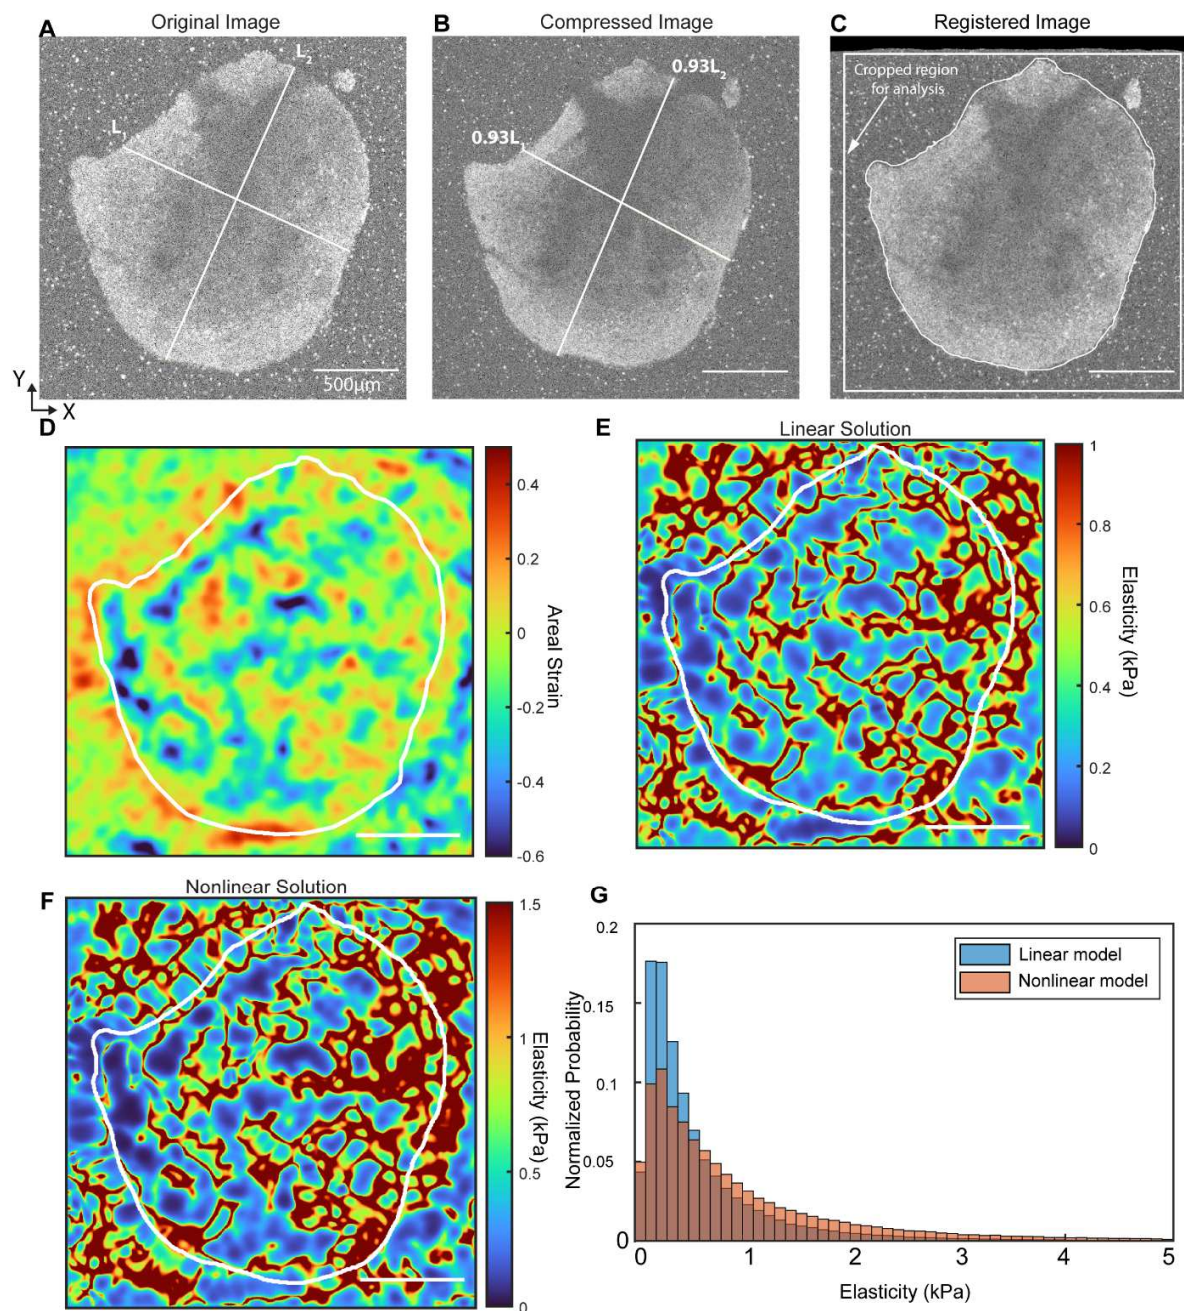 A
Original Image
B
Compressed Image
C
Registered Image
L2
L1
500µm
0.93L2
0.93L1
Cropped region
for analysis
Y
X
D
0.4
0.2
0
-0.2
-0.4
-0.6
Areal Strain
E
Linear Solution
1
0.8
0.6
0.4
0.2
0
Elasticity (kPa)
F
Nonlinear Solution
1.5
1
0.5
0
Elasticity (kPa)
G
0.2
0.15
0.1
0.05
0
Normalized Probability
Linear model
Nonlinear model
0 1 2 3 4 5
Elasticity (kPa)